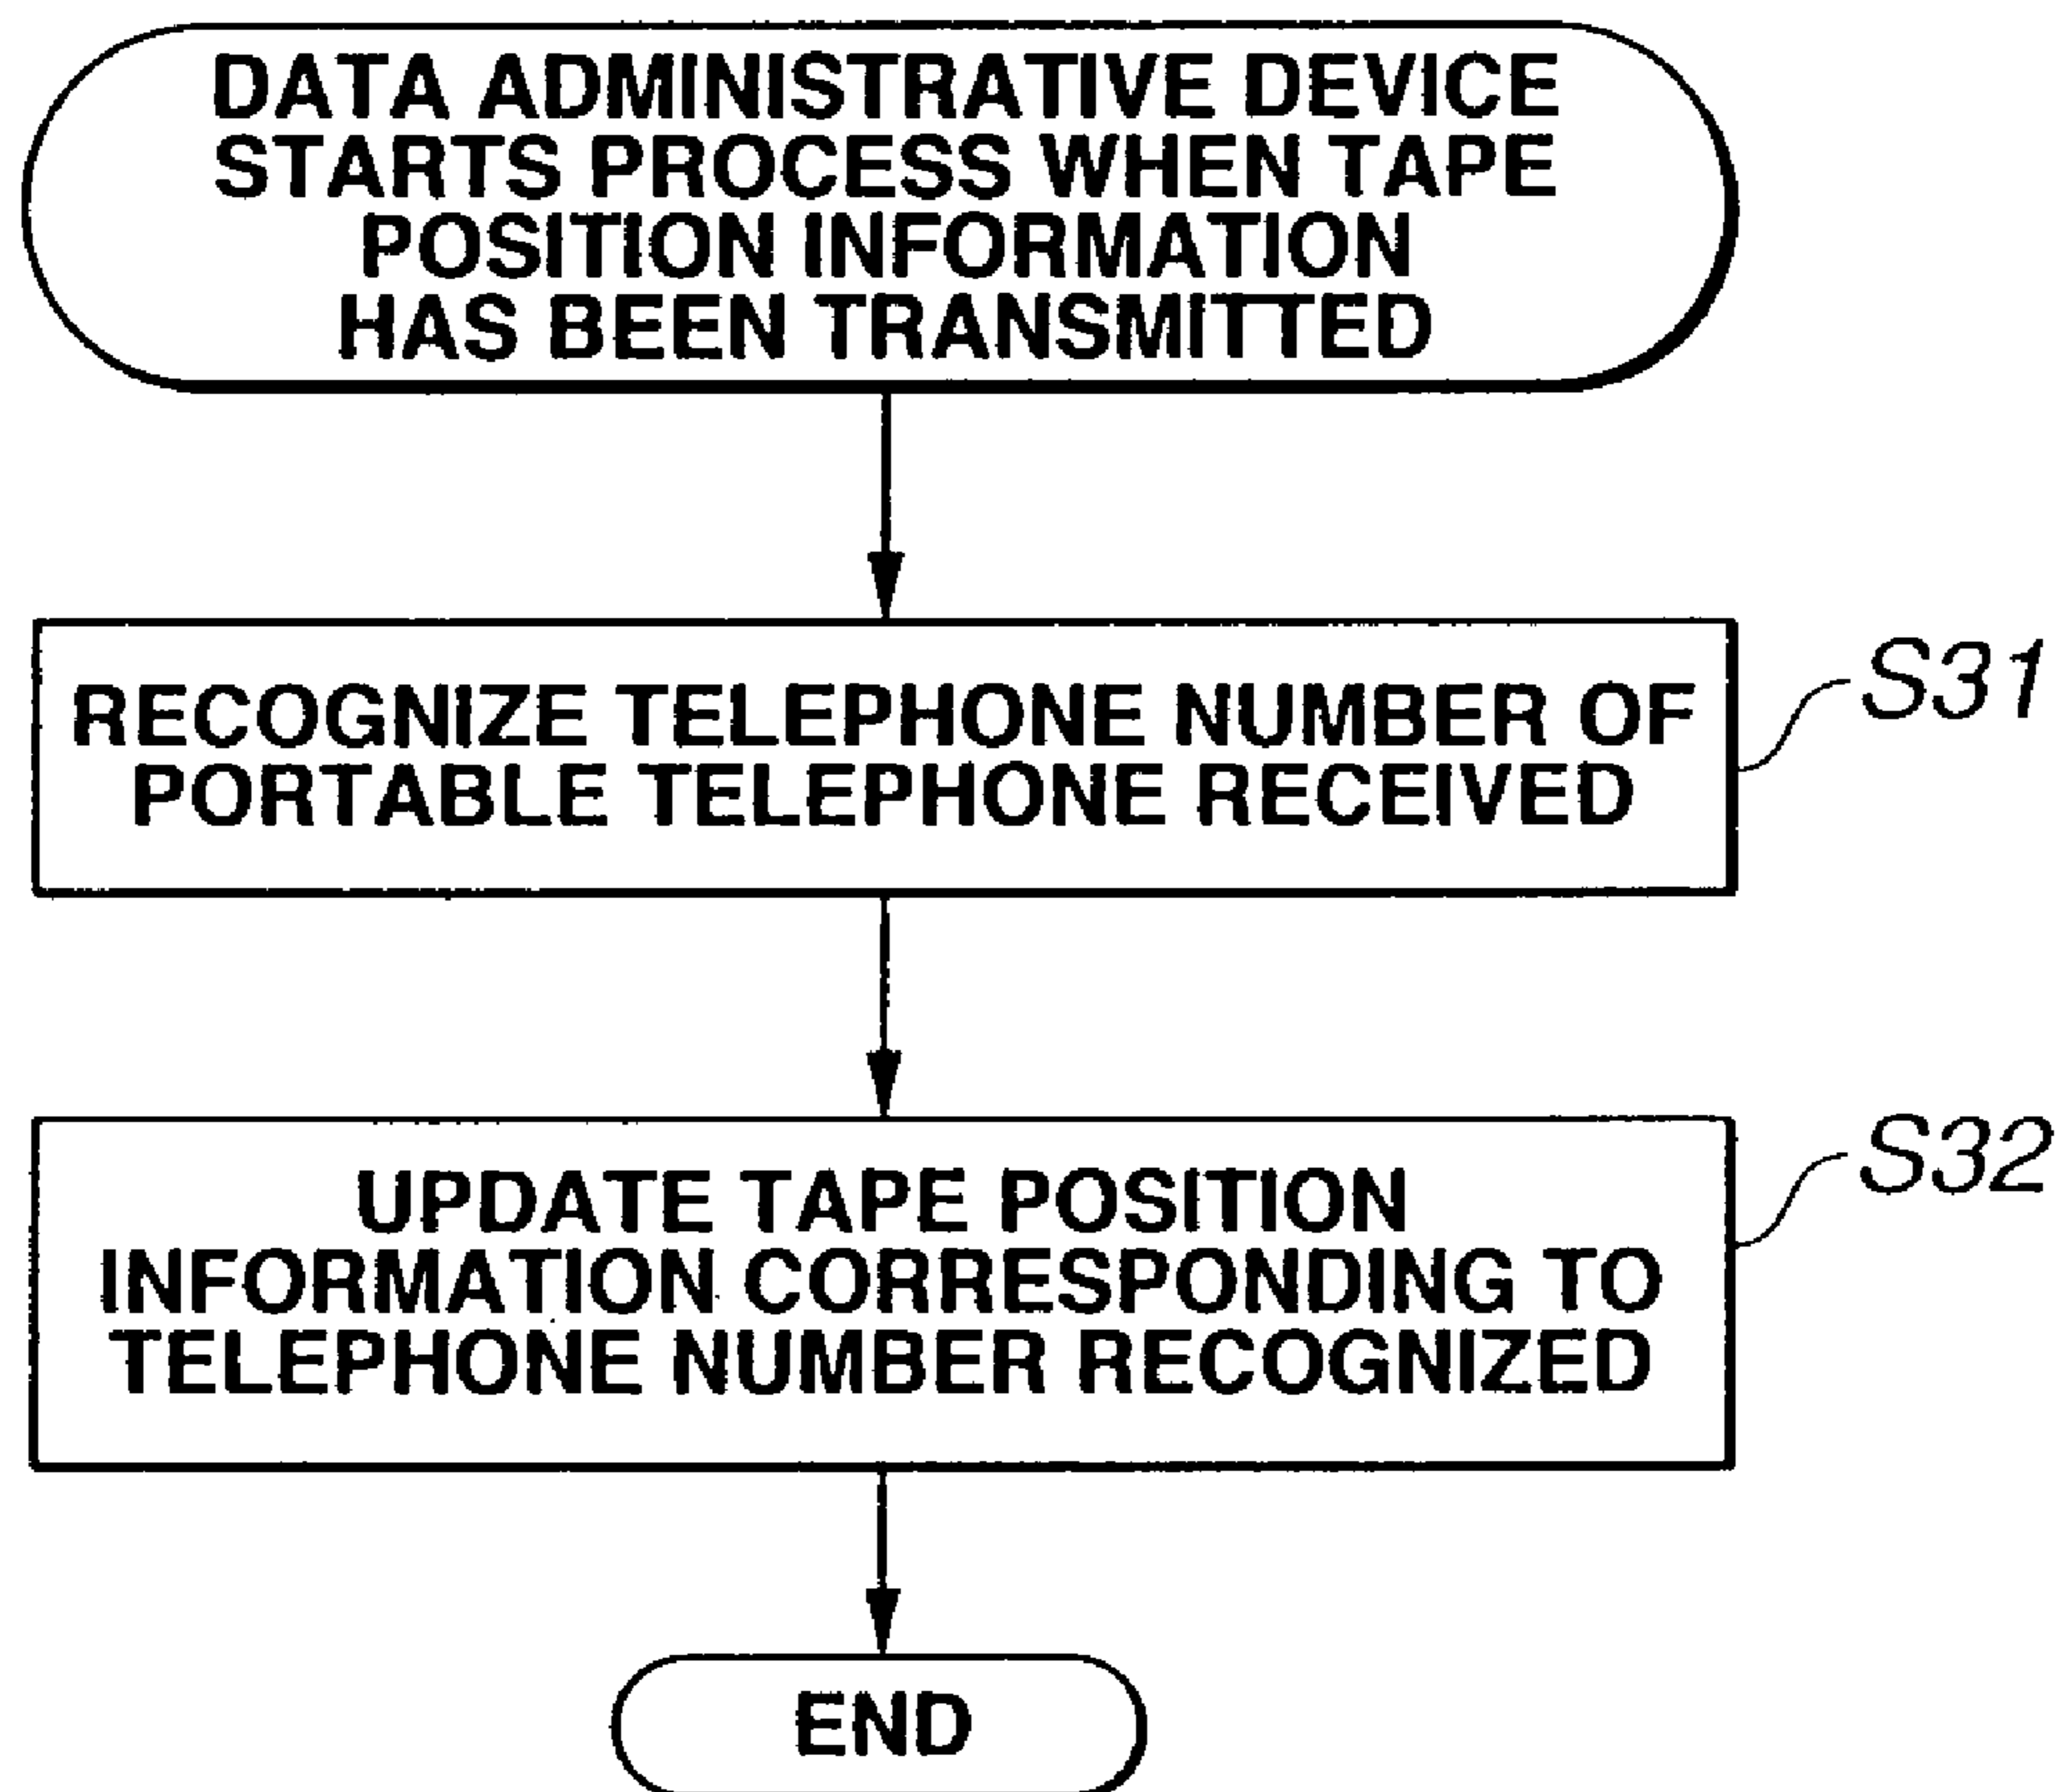 DATA ADMINISTRATIVE DEVICE
STARTS PROCESS WHEN TAPE
POSITION INFORMATION
HAS BEEN TRANSMITTED
RECOGNIZE TELEPHONE NUMBER OF
PORTABLE TELEPHONE RECEIVED
S31
UPDATE TAPE POSITION
INFORMATION CORRESPONDING TO
TELEPHONE NUMBER RECOGNIZED
S32
END